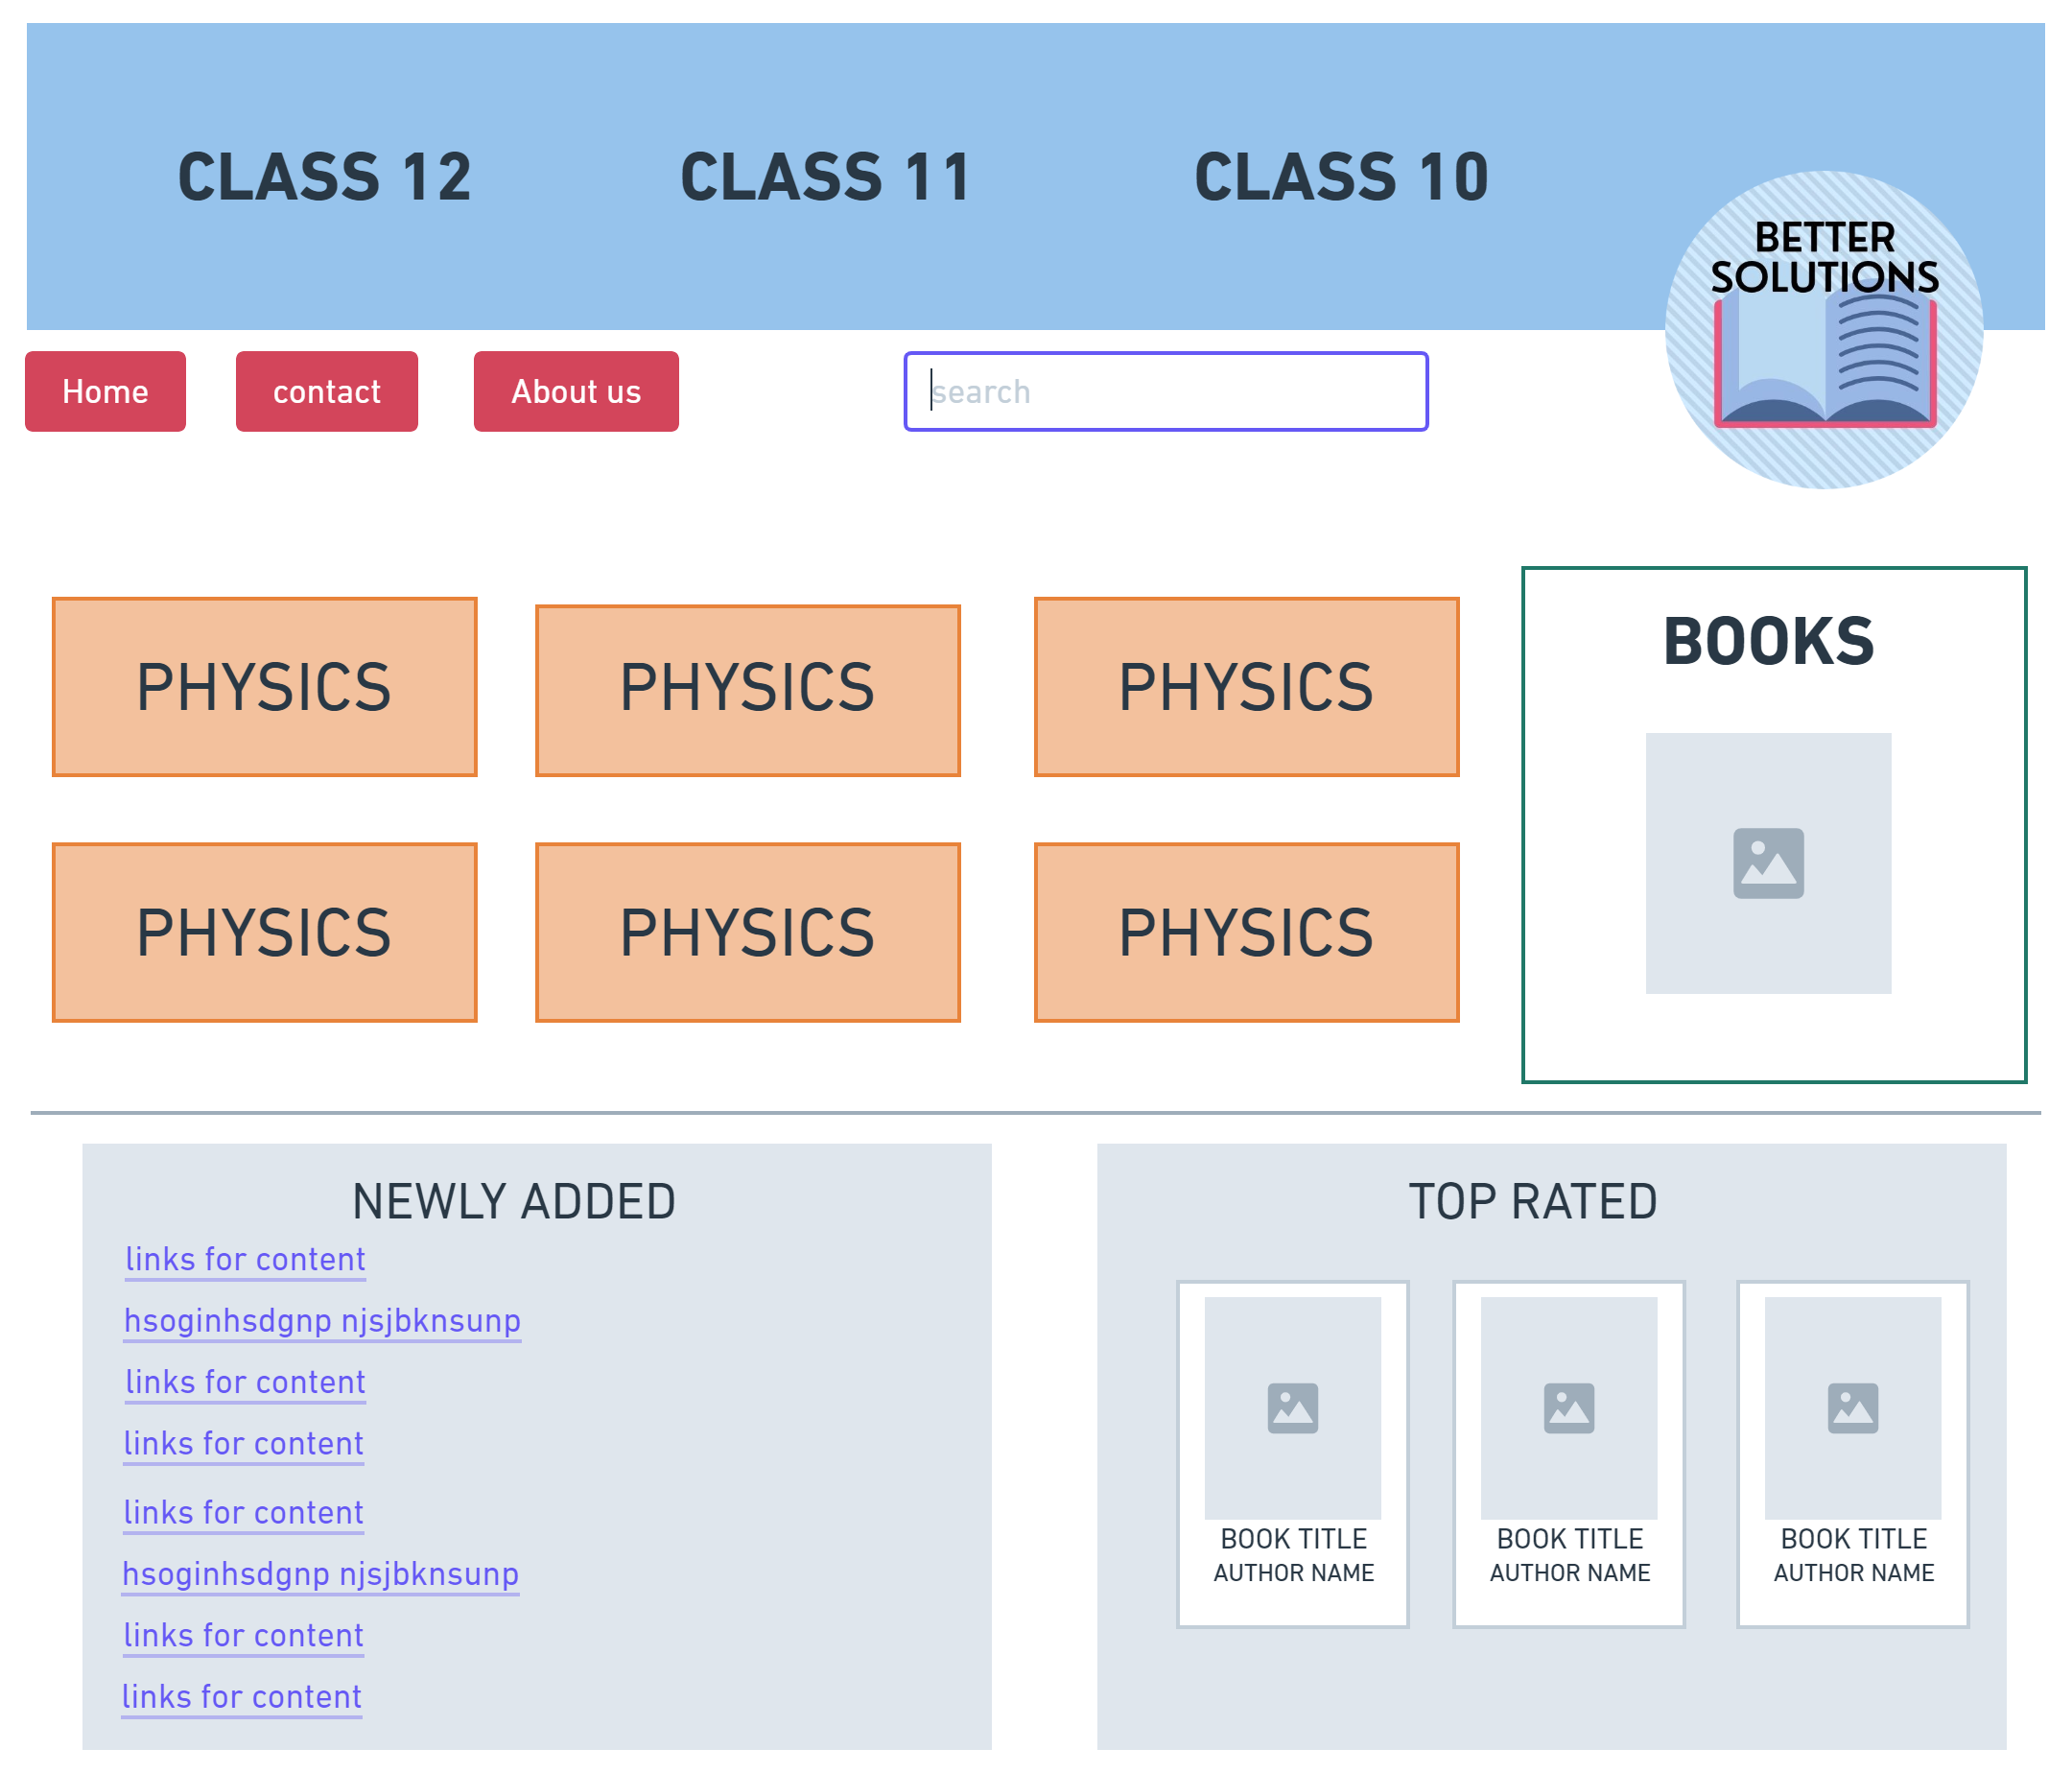 CLASS 12
CLASS 11
CLASS 10
BETTER
SOLUTIONS
Home
contact
About us
search
PHYSICS
PHYSICS
PHYSICS
BOOKS
PHYSICS
PHYSICS
PHYSICS
NEWLY ADDED
links for content
hsoginhsdgnp njsjbknsunp
links for content
links for content
links for content
hsoginhsdgnp njsjbknsunp
links for content
links for content
TOP RATED
BOOK TITLE
AUTHOR NAME
BOOK TITLE
AUTHOR NAME
BOOK TITLE
AUTHOR NAME